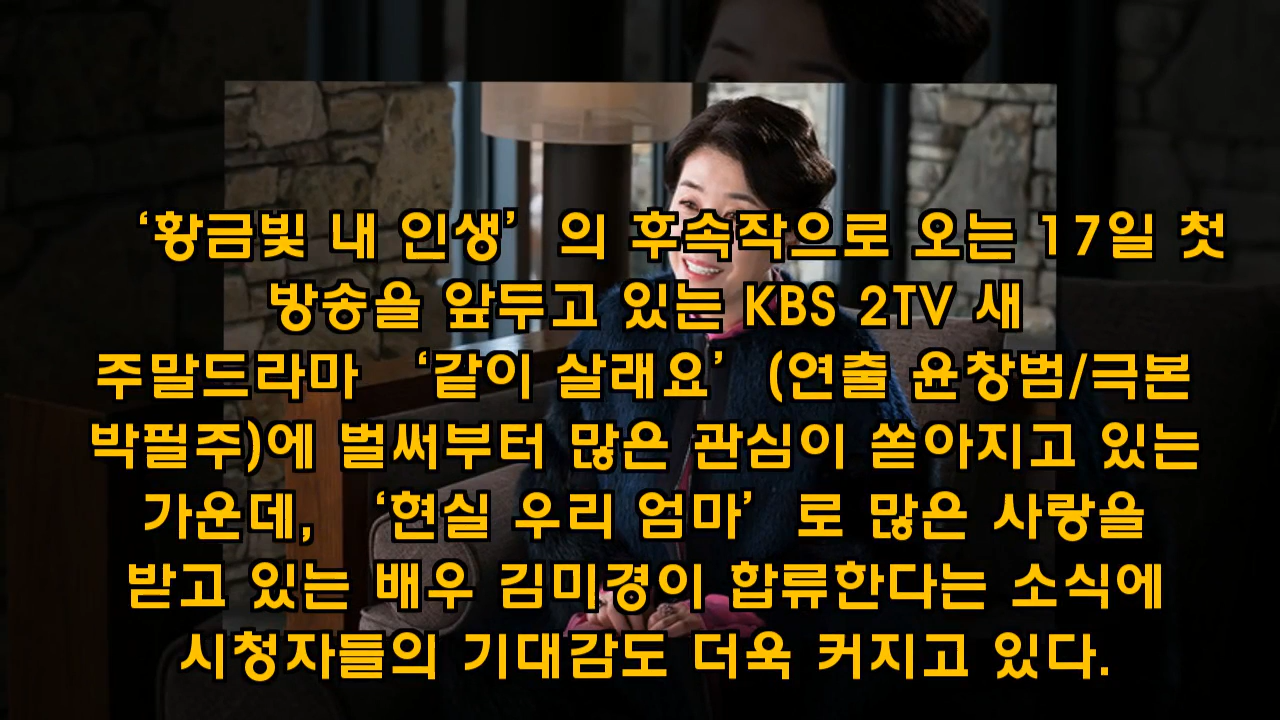 ‘황금빛 내 인생’의 후속작으로 오는 17일 첫
방송을 앞두고 있는 KBS 2TV 새
주말드라마 ‘같이 살래요’(연출 윤창범/극본
박필주)에 벌써부터 많은 관심이 쏟아지고 있는
가운데, ‘현실 우리 엄마’로 많은 사랑을
받고 있는 배우 김미경이 합류한다는 소식에
시청자들의 기대감도 더욱 커지고 있다.